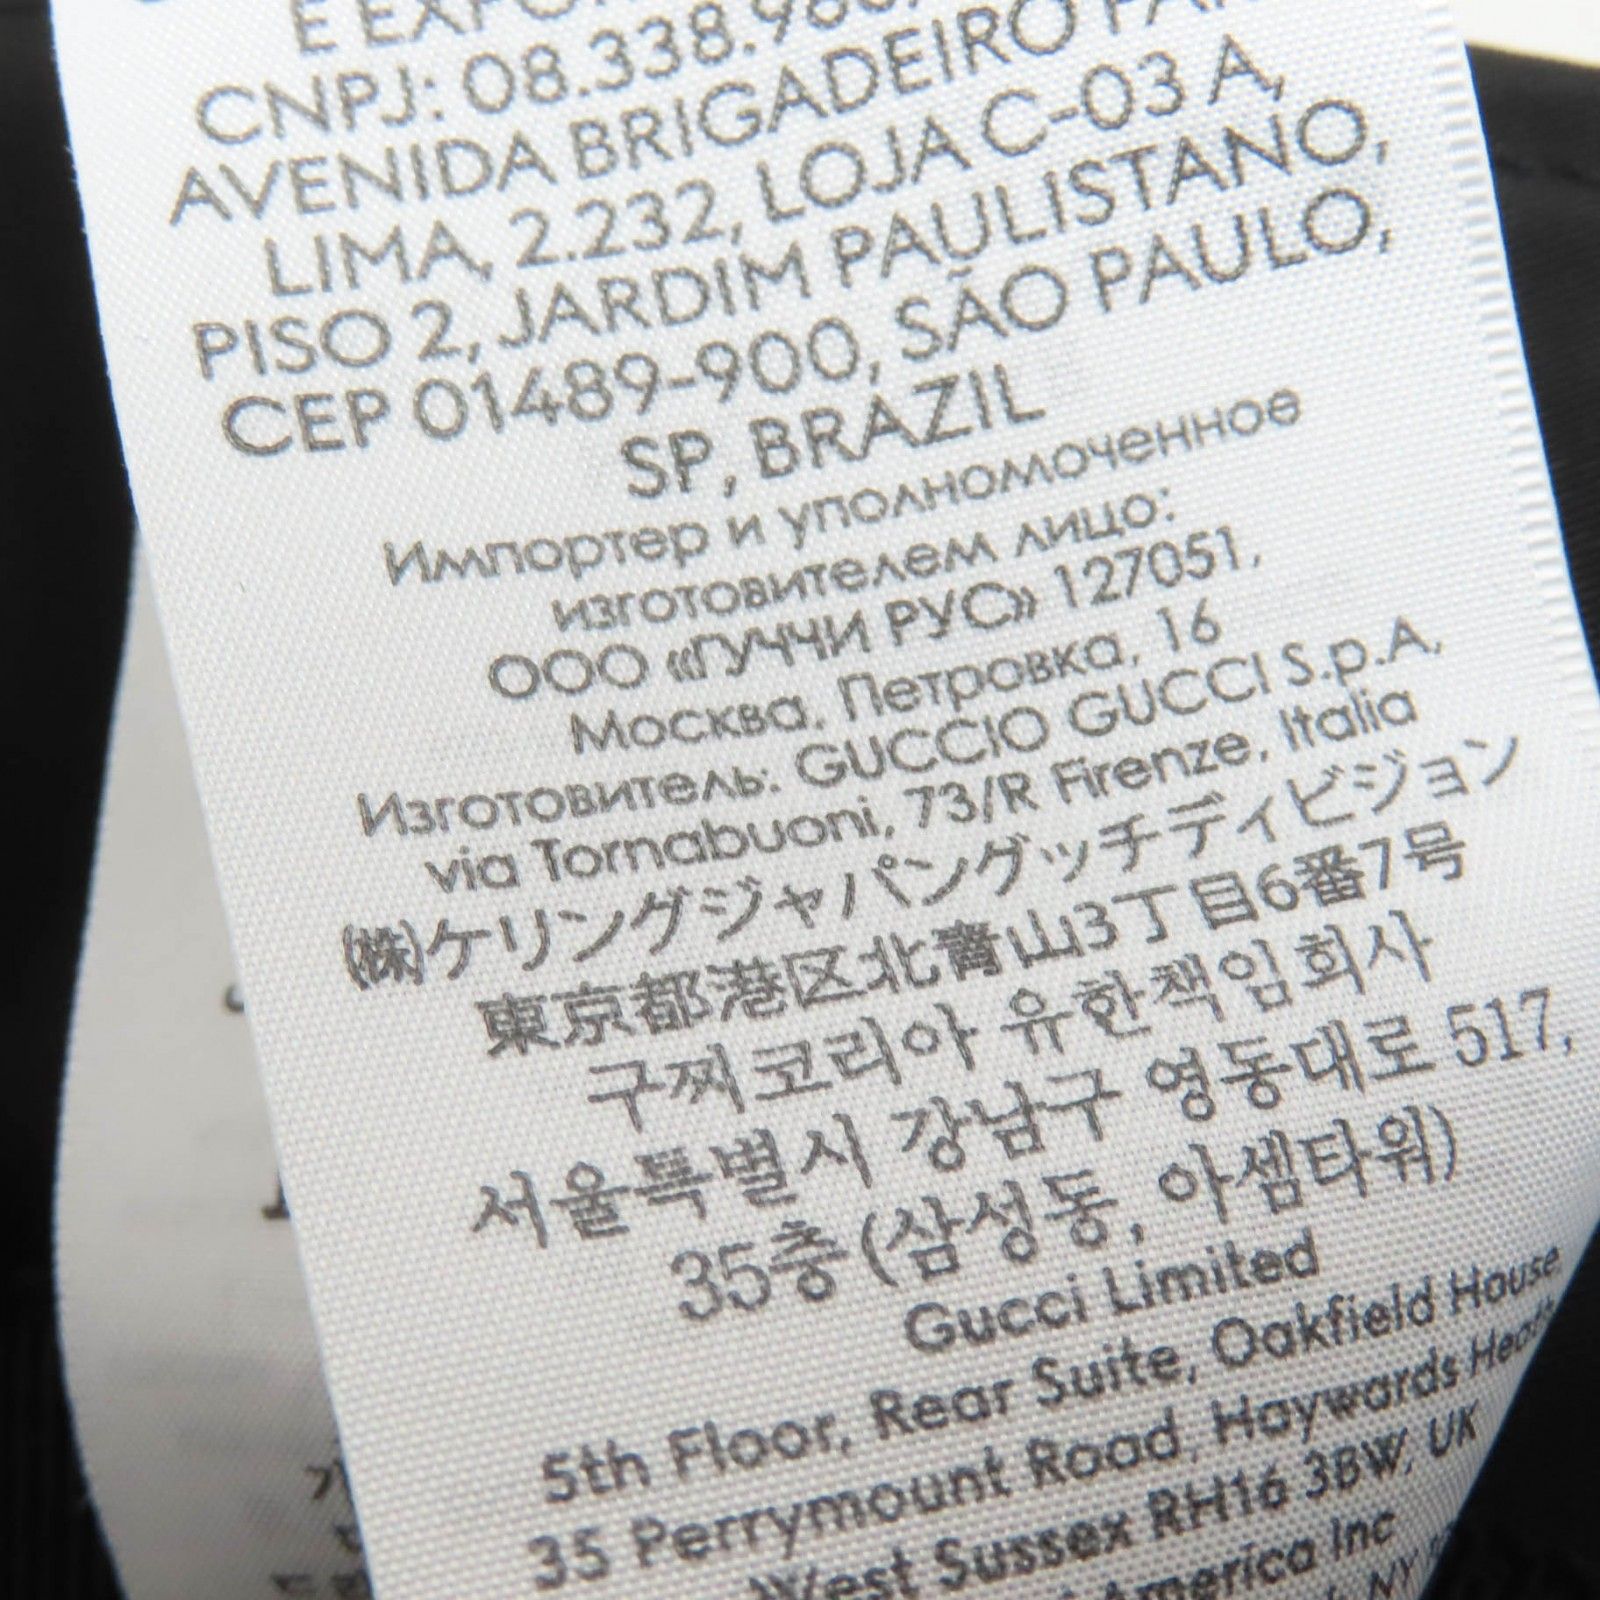 CNPJ: 08.338.
AVENIDA BRIGADEIRO
LIMA, 2.232, LOJA C-03 A,
PISO 2, JARDIM PAULISTANO,
CEP 01489-900, SÃO PAULO,
SP, BRAZIL
Импортер и уполномоченное
изготовителем лицо:
ООО «ГУЧЧИ РУС» 127051,
Москва, Петровка, 16
Изготовитель: GUCCIO GUCCI S.p.A.
via Tornabuoni, 73/R Firenze, Italia
(株)ケリングジャパングッチディビジョン
東京都港区北青山3丁目6番7号
구찌코리아 유한책임회사
서울특별시 강남구 영동대로 517,
35층 (삼성동, 아셈타워)
Gucci Limited
5th Floor, Rear Suite, Oakfield House
35 Perrymount Road, Haywards Heath
West Sussex RH16 3BW, UK
America Inc
NY